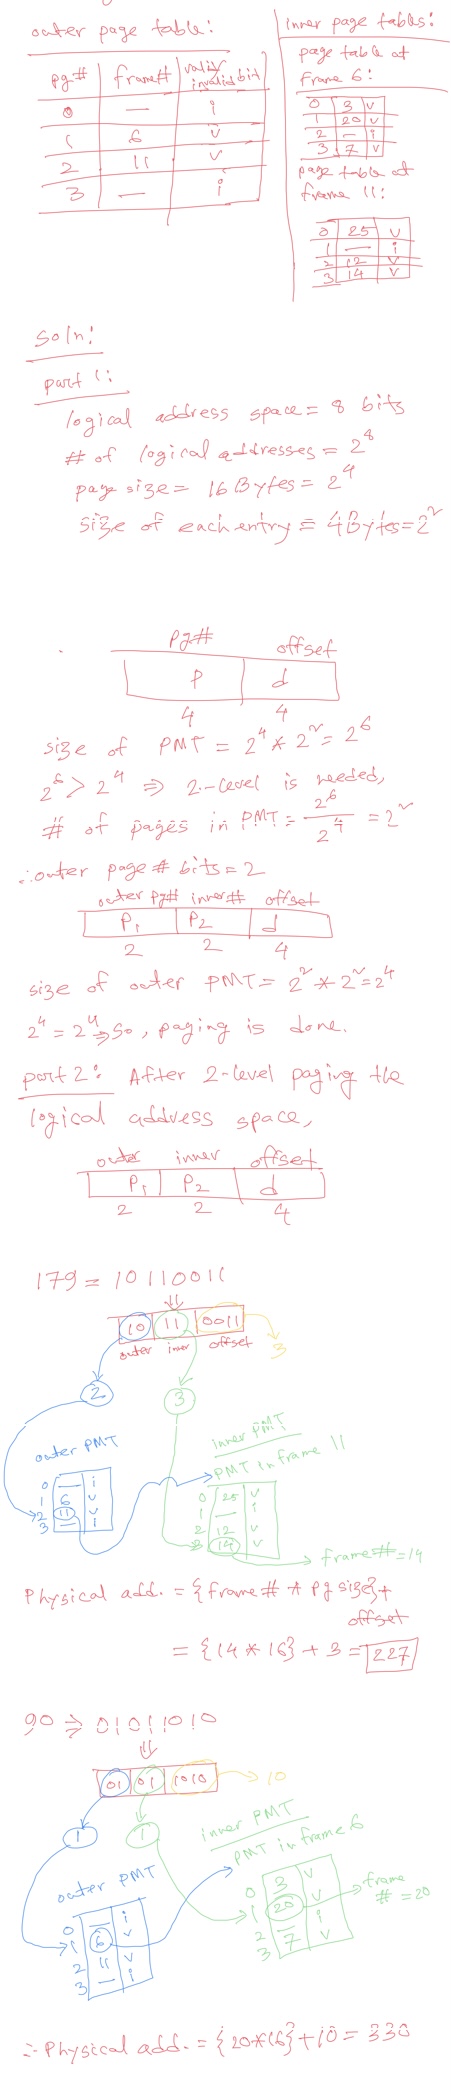 outer page table:
pg# frame# valid/invalid bit
0 — i
1 6 v
2 11 v
3 — i
inner page tables:
page table at
frame 6:
0 3 v
1 20 v
2 — i
3 7 v
page table at
frame 11:
0 25 v
1 — i
2 12 v
3 14 v
soln:
part 1:
logical address space = 8 bits
# of logical addresses = 2^8
page size = 16 Bytes = 2^4
size of each entry = 4 Bytes = 2^2
pg# offset
p d
4 4
size of PMT = 2^4 * 2^2 = 2^6
2^6 > 2^4 ⇒ 2-level is needed,
# of pages in PMT = 2^6 / 2^4 = 2^2
∴ outer page # bits = 2
outer pg# inner# offset
P1 P2 d
2 2 4
size of outer PMT = 2^2 * 2^2 = 2^4
2^4 = 2^4 ⇒ so, paging is done.
part 2: After 2-level paging the
logical address space,
outer inner offset
P1 P2 d
2 2 4
179 = 10110011
⇓
10 11 0011
outer inner offset
3
2
3
outer PMT
0 — i
1 6 v
2 11 v
3 — i
inner PMT
PMT in frame 11
0 25 v
1 — i
2 12 v
3 14 v
frame# = 14
Physical add. = {frame # * pg size} +
offset
= {14 * 16} + 3 = 227
90 ⇒ 01011010
⇓
01 01 1010
10
1
1
outer PMT
0 — i
1 6 v
2 11 v
3 — i
inner PMT
PMT in frame 6
0 3 v
1 20 v
2 — i
3 7 v
frame
# = 20
∴ Physical add. = {20*16} + 10 = 330